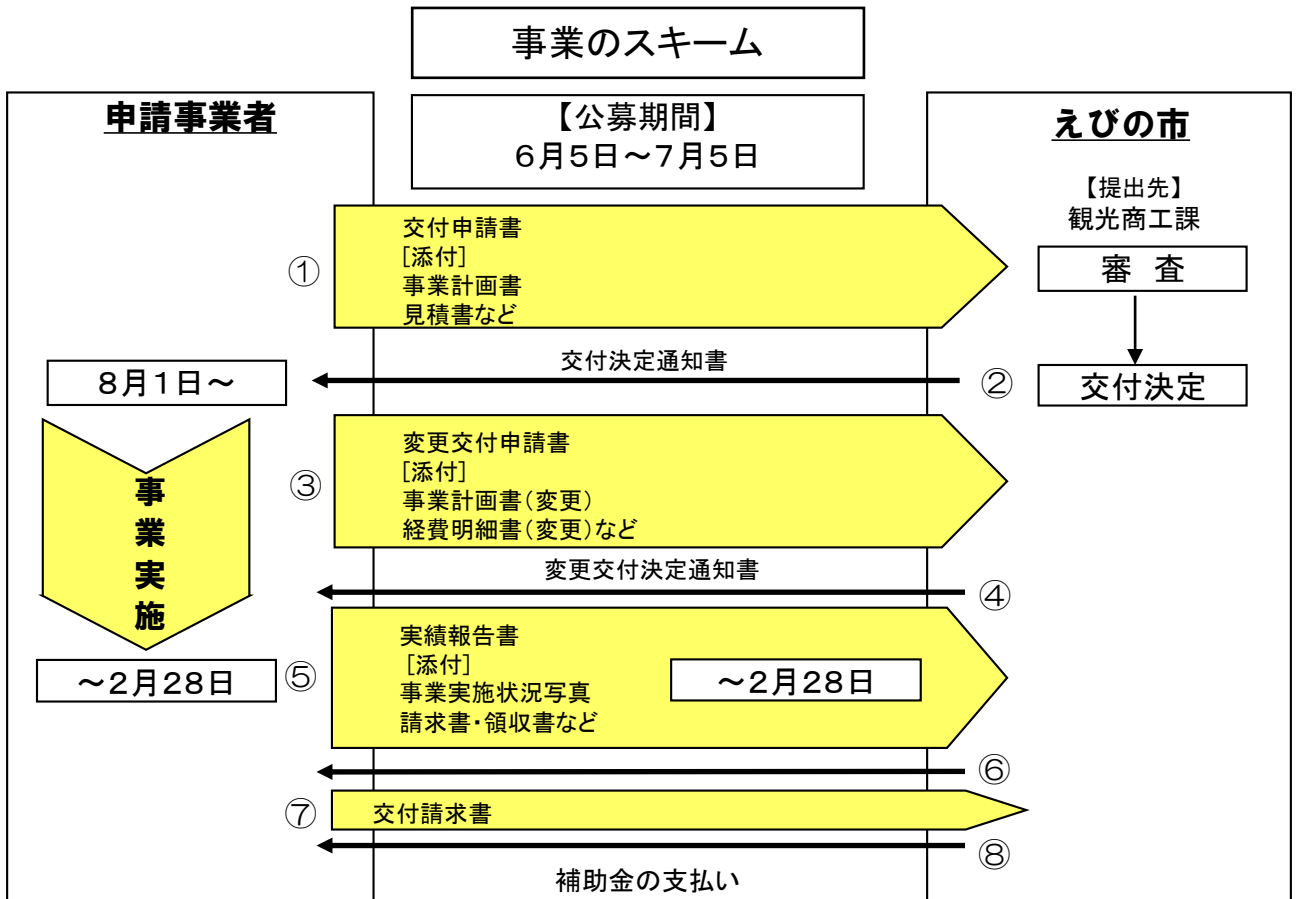 事業のスキーム
申請事業者
【公募期間】
6月5日～7月5日
えびの市
【提出先】
観光商工課
審 査
交付決定
①
交付申請書
[添付]
事業計画書
見積書など
交付決定通知書
②
8月1日～
事
業
実
施
～2月28日
③
変更交付申請書
[添付]
事業計画書（変更）
経費明細書（変更）など
変更交付決定通知書
④
⑤
実績報告書
[添付]
事業実施状況写真
請求書・領収書など
～2月28日
⑥
⑦
交付請求書
⑧
補助金の支払い